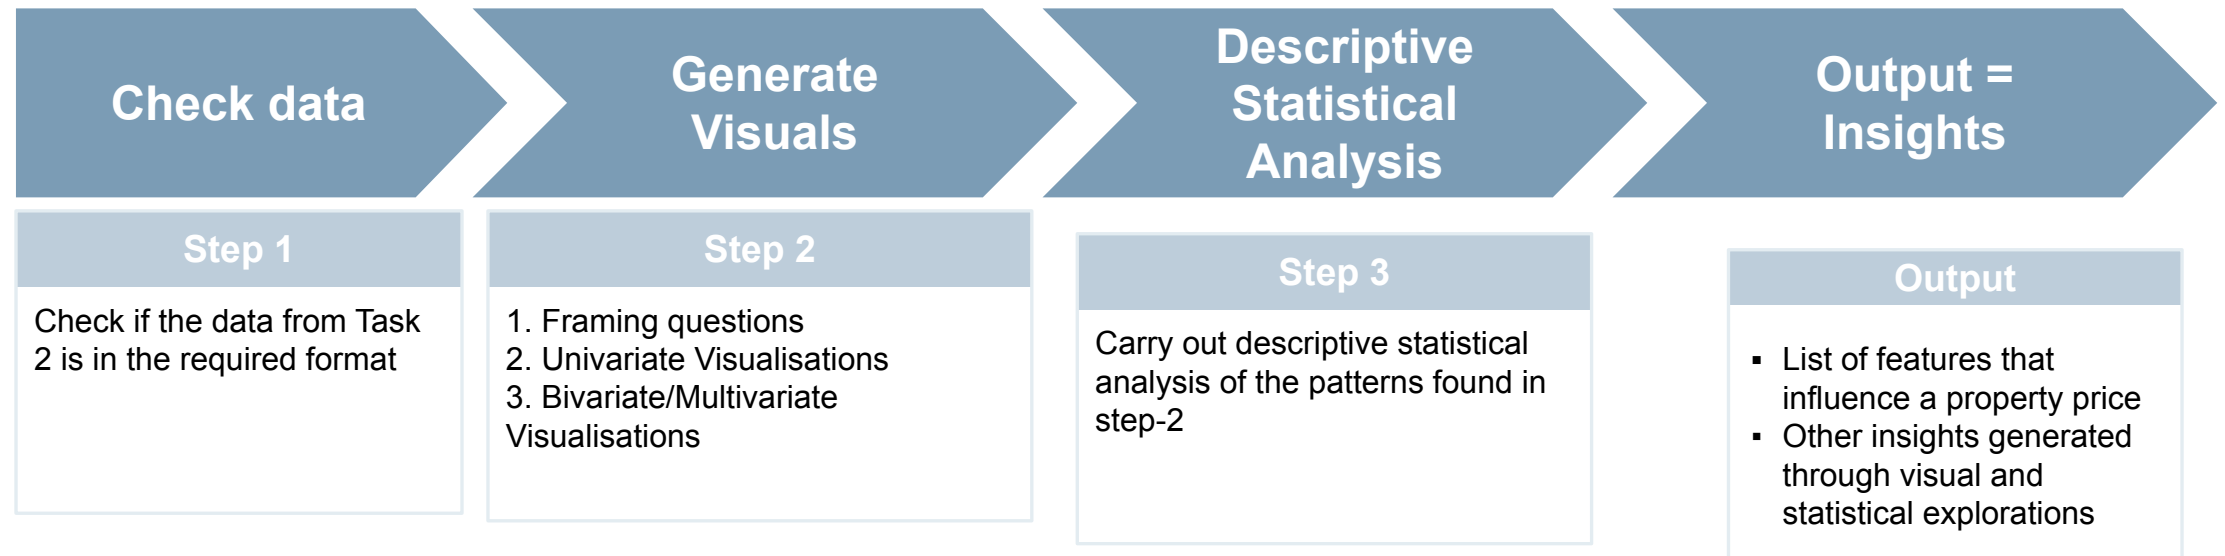 Check data
Generate
Visuals
Descriptive
Statistical
Analysis
Output =
Insights
Step 1
Check if the data from Task
2 is in the required format
Step 2
1. Framing questions
2. Univariate Visualisations
3. Bivariate/Multivariate
Visualisations
Step 3
Carry out descriptive statistical
analysis of the patterns found in
step-2
Output
▪ List of features that
influence a property price
▪ Other insights generated
through visual and
statistical explorations